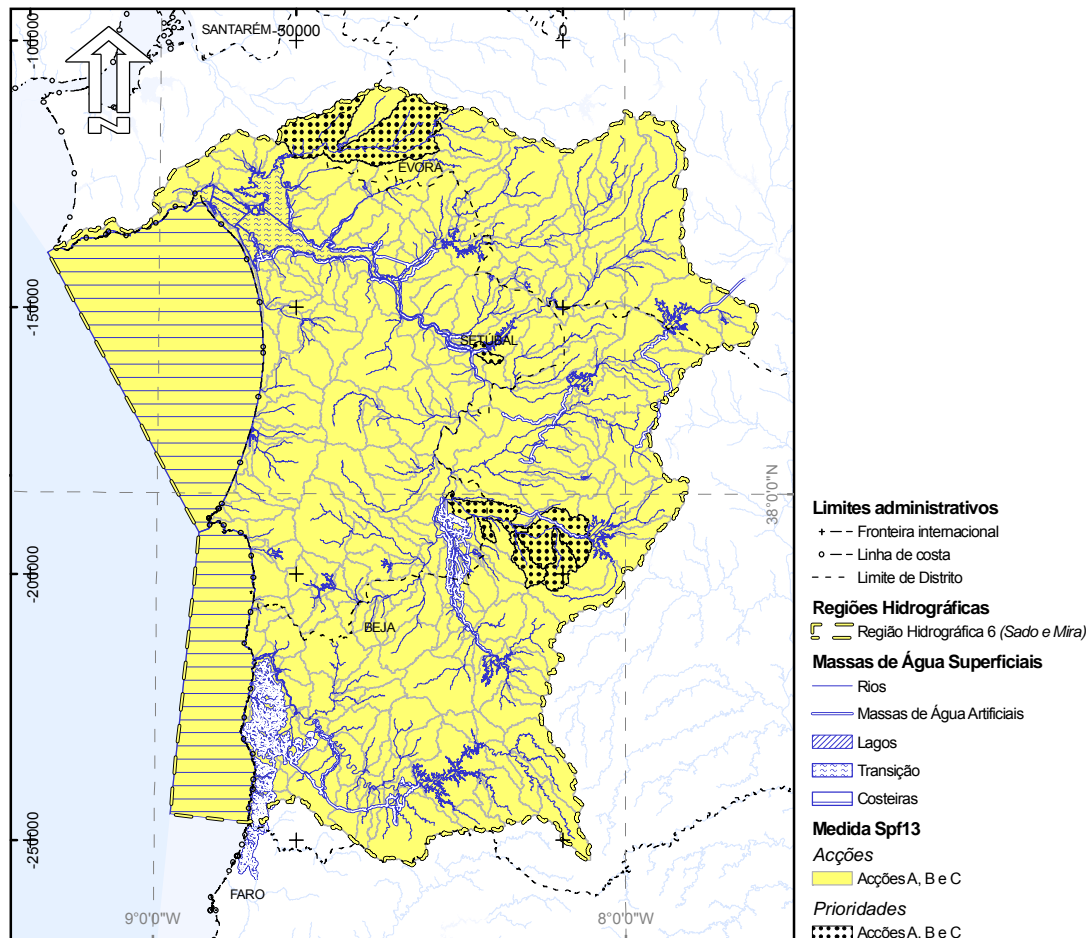 SANTARÉM
-50000
0
-100000
N
ÉVORA
-150000
SETÚBAL
38°0'0"N
-200000
BEJA
-250000
FARO
9°0'0"W
8°0'0"W
Limites administrativos
Fronteira internacional
Linha de costa
Limite de Distrito
Regiões Hidrográficas
Região Hidrográfica 6 (Sado e Mira)
Massas de Água Superficiais
Rios
Massas de Água Artificiais
Lagos
Transição
Costeiras
Medida Spf13
Acções
Acções A, B e C
Prioridades
Acções A, B e C